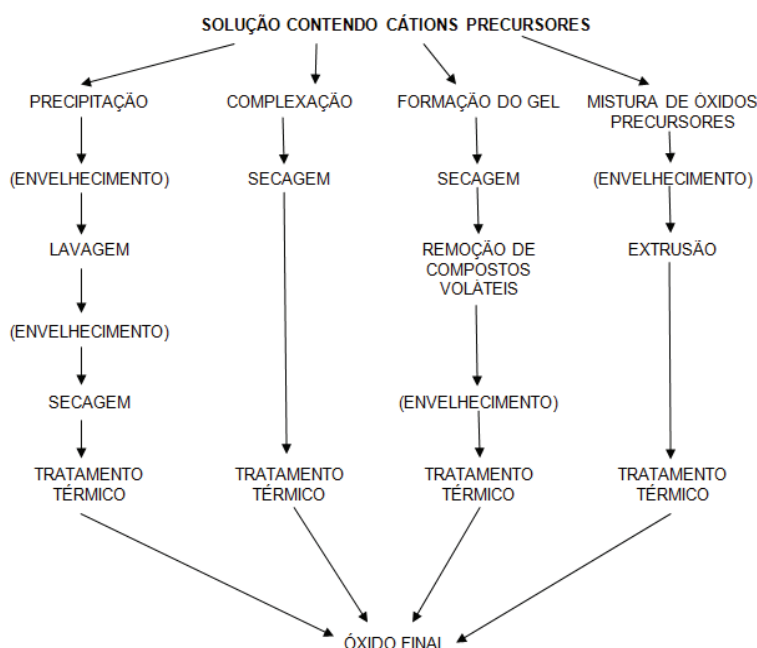 SOLUÇÃO CONTENDO CÁTIONS PRECURSORES
PRECIPITAÇÃO
(ENVELHECIMENTO)
LAVAGEM
(ENVELHECIMENTO)
SECAGEM
TRATAMENTO
TÉRMICO
COMPLEXAÇÃO
SECAGEM
TRATAMENTO
TÉRMICO
FORMAÇÃO DO GEL
SECAGEM
REMOÇÃO DE
COMPOSTOS
VOLÁTEIS
(ENVELHECIMENTO)
TRATAMENTO
TÉRMICO
MISTURA DE ÓXIDOS
PRECURSORES
(ENVELHECIMENTO)
EXTRUSÃO
TRATAMENTO
TÉRMICO
ÓXIDO FINAL